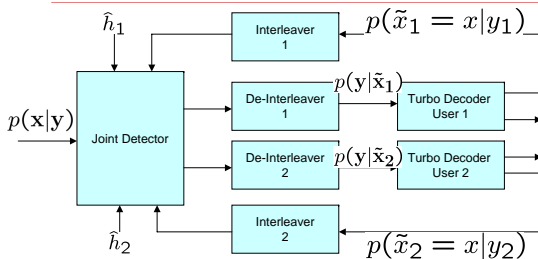 ĥ₁
Interleaver
1
p(x̃₁ = x|y₁)
p(x|y)
Joint Detector
De-Interleaver
1
p(y|x̃₁)
Turbo Decoder
User 1
De-Interleaver
2
p(y|x̃₂)
Turbo Decoder
User 2
ĥ₂
Interleaver
2
p(x̃₂ = x|y₂)